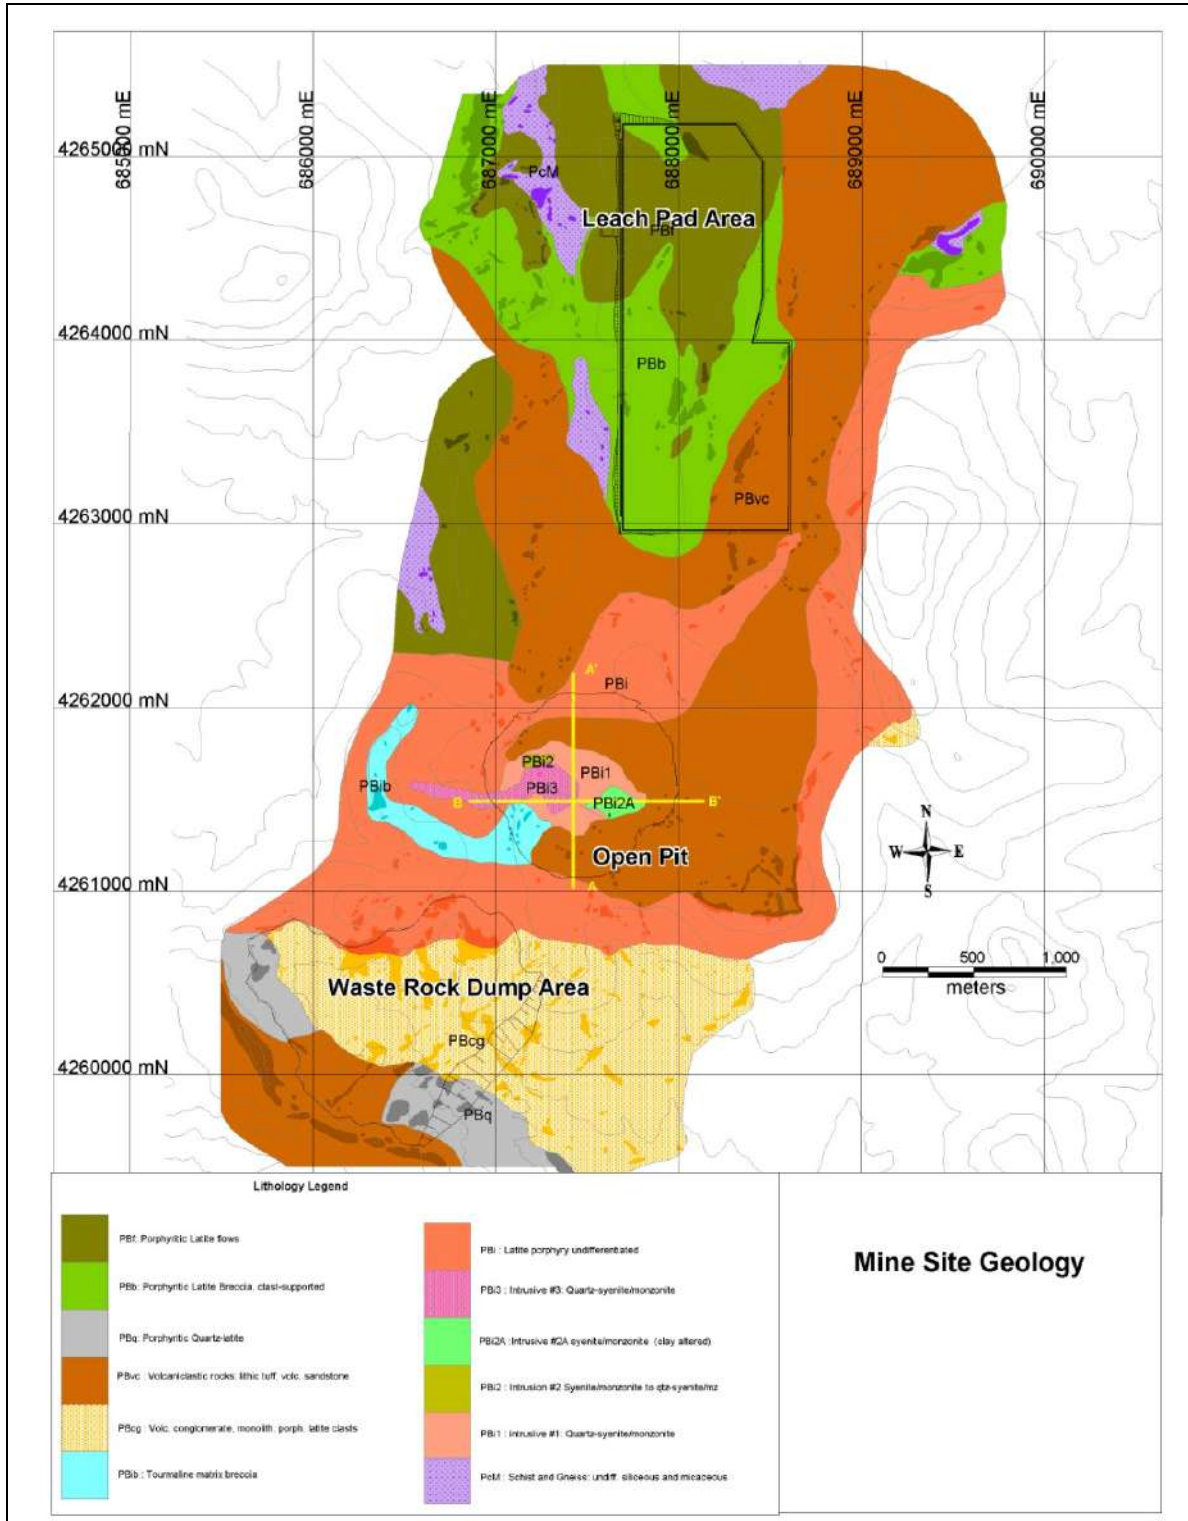 685000 mE
686000 mE
687000 mE
688000 mE
689000 mE
690000 mE
4265000 mN
PcM
Leach Pad Area
PBf
4264000 mN
PBb
PBvc
4263000 mN
A'
PBi
4262000 mN
PBi2
PBi1
PBib
PBi3
B
PBi2A
B'
Open Pit
N
W
E
S
A
4261000 mN
0 500 1,000
meters
Waste Rock Dump Area
PBcg
4260000 mN
PBq
Lithology Legend
PBf: Porphyritic Latite flows
PBb: Porphyritic Latite Breccia, clast-supported
PBq: Porphyritic Quartz-latite
PBvc : Volcaniclastic rocks: lithic tuff, volc. sandstone
PBcg : Volc. conglomerate, monolith. porph. latite clasts
PBib : Tourmaline matrix breccia
PBi : Latite porphyry undifferentiated
PBi3 : Intrusive #3: Quartz-syenite/monzonite
PBi2A : Intrusive #2A syenite/monzonite (clay altered)
PBi2 : Intrusion #2 Syenite/monzonite to qtz-syenite/mz
PBi1 : Intrusive #1: Quartz-syenite/monzonite
PcM : Schist and Gneiss: undiff. siliceous and micaceous
Mine Site Geology